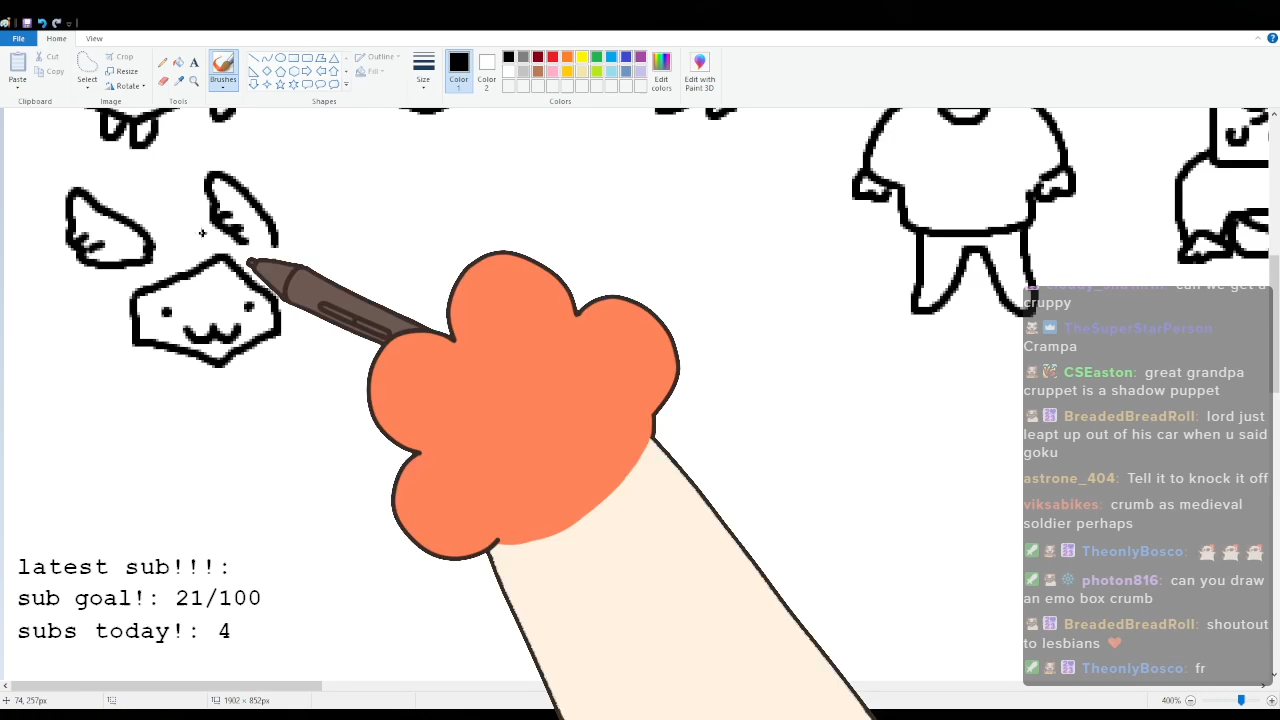 File
Home
View
Paste
Cut
Copy
Clipboard
Select
Crop
Resize
Rotate
Image
Tools
Brushes
Shapes
Outline
Fill
Size
Color 1
Color 2
Edit colors
Colors
Edit with Paint 3D
can we get a
cruppy
TheSuperStarPerson
Crampa
CSEaston: great grandpa
cruppet is a shadow puppet
BreadedBreadRoll: lord just
leapt up out of his car when u said
goku
astrone_404: Tell it to knock it off
viksabikes: crumb as medieval
soldier perhaps
TheonlyBosco:
photon816: can you draw
an emo box crumb
BreadedBreadRoll: shoutout
to lesbians
TheonlyBosco: fr
latest sub!!!:
sub goal!: 21/100
subs today!: 4
74, 257px
1902 × 852px
400%